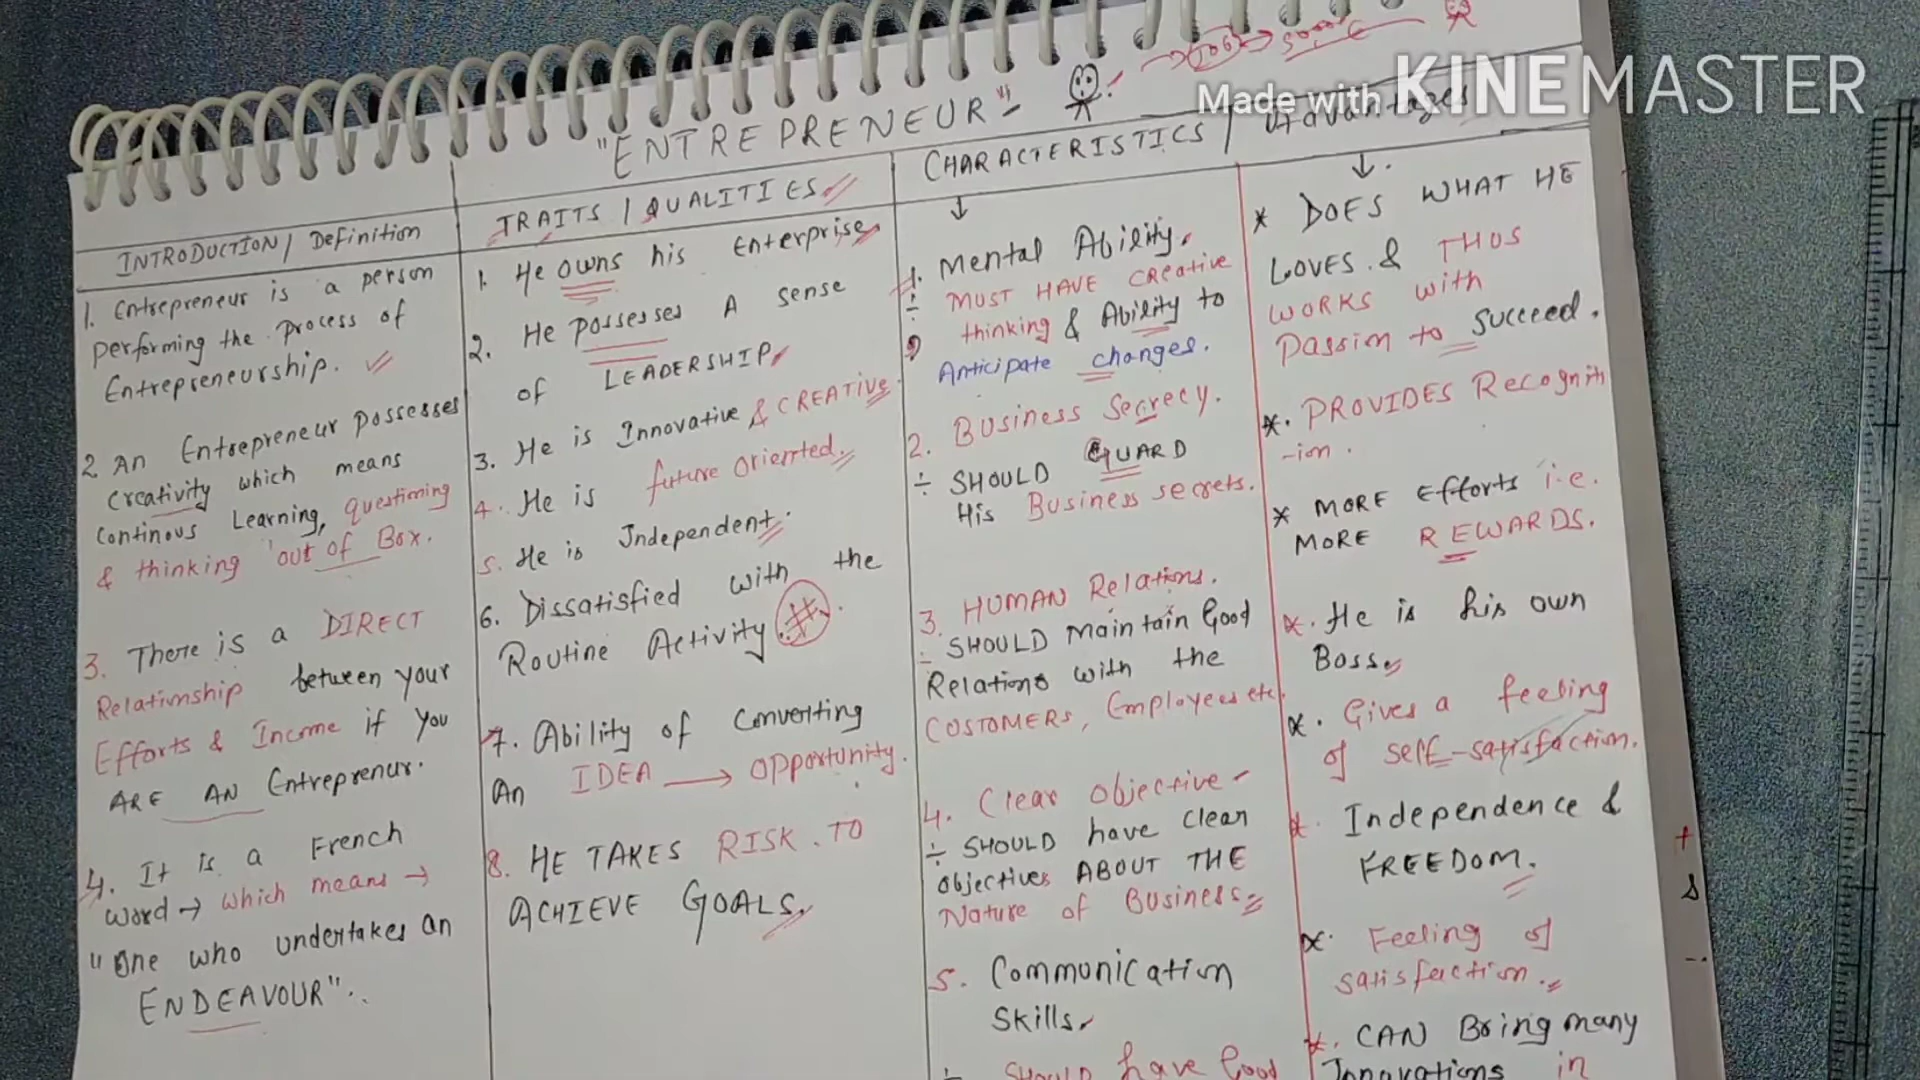 Made with KINEMASTER
"ENTREPRENEUR"
INTRODUCTION/ Definition
1. Entrepreneur is a person
performing the process of
Entrepreneurship.
2 AN Entrepreneur possesses
Creativity which means
continous Learning, questioning
& thinking 'out of Box.
3. There is a DIRECT
Relationship between your
Efforts & Income if you
ARE AN Entreprenur.
4. It is a French
word → which means →
"One who undertakes an
ENDEAVOUR"..
TRAITS / QUALITIES
1. He owns his Enterprise
2. He possesses A sense
of LEADERSHIP
3. He is Innovative & CREATIVE
4. He is future oriented
5. He is Independent.
6. Dissatisfied with the
Routine Activity #.
7. Ability of Converting
An IDEA → opportunity.
8. HE TAKES RISK TO
ACHIEVE GOALS
CHARACTERISTICS / Advantages
↓
1. Mental Ability
÷ MUST HAVE CREAtive
thinking & Ability to
Anticipate changes.
2. Business Secrecy.
÷ SHOULD GUARD
His Business secrets.
3. HUMAN Relations.
÷ SHOULD Maintain Good
Relations with the
COSTOMERS, Employees etc
4. Clear Objective -
÷ SHOULD have clear
objectives ABOUT THE
Nature of Business
5. Communication
Skills
÷ SHOULD have Good
↓
* DOES WHAT HE
LOVES & THUS
WORKS with
Passion to Succeed.
*. PROVIDES Recognit
-ion.
* MORE Efforts i.e.
MORE REWARDS.
*. He is his own
Boss
*. Gives a feeling
of self-satisfaction.
*. Independence &
FREEDOM.
*. Feeling of
satisfaction.
*. CAN Bring many
Innovations in